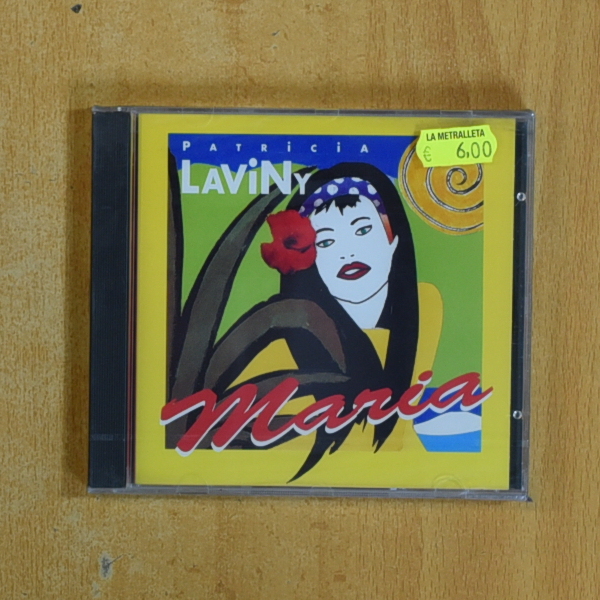 LA METRALLETA
€ 6,00
PATRiCiA
LAViNY
Maria